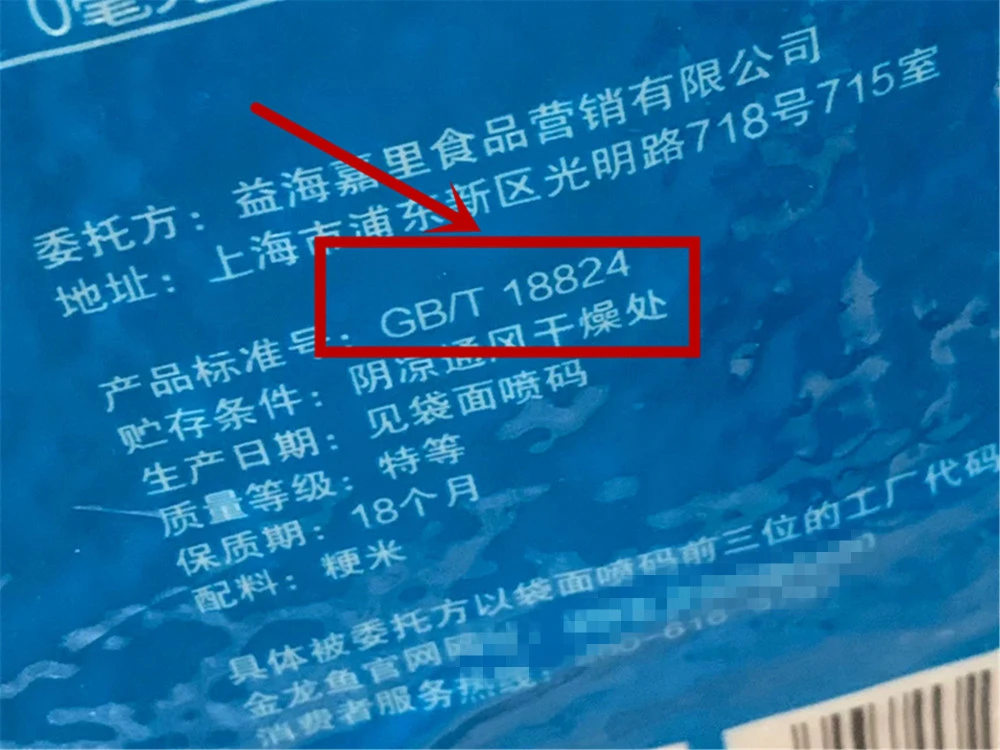 委托方：益海嘉里食品营销有限公司
地址：上海市浦东新区光明路718号715室
产品标准号：GB/T 18824
贮存条件：阴凉通风干燥处
生产日期：见袋面喷码
质量等级：特等
保质期：18个月
配料：粳米
具体被委托方以袋面喷码前三位的工厂代码
金龙鱼官网网
消费者服务热线：